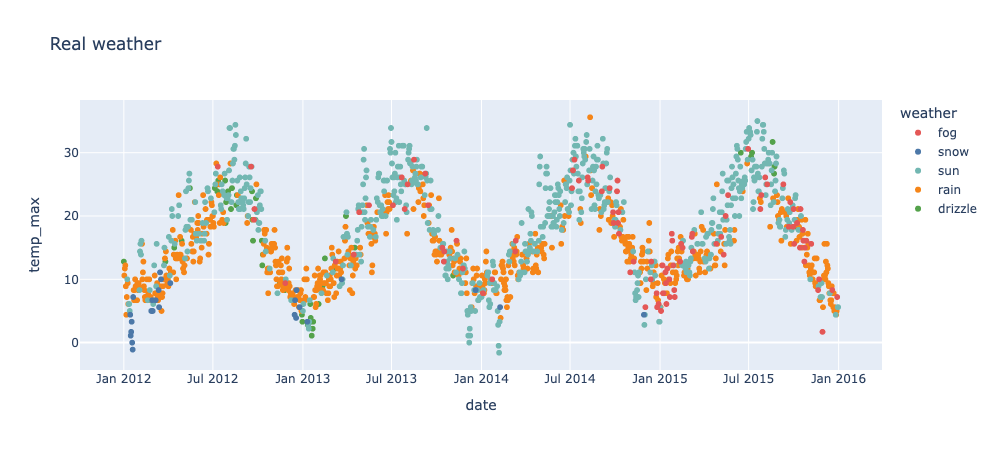 Real weather
weather
fog
snow
sun
rain
drizzle
temp_max
30
20
10
0
Jan 2012
Jul 2012
Jan 2013
Jul 2013
Jan 2014
Jul 2014
Jan 2015
Jul 2015
Jan 2016
date